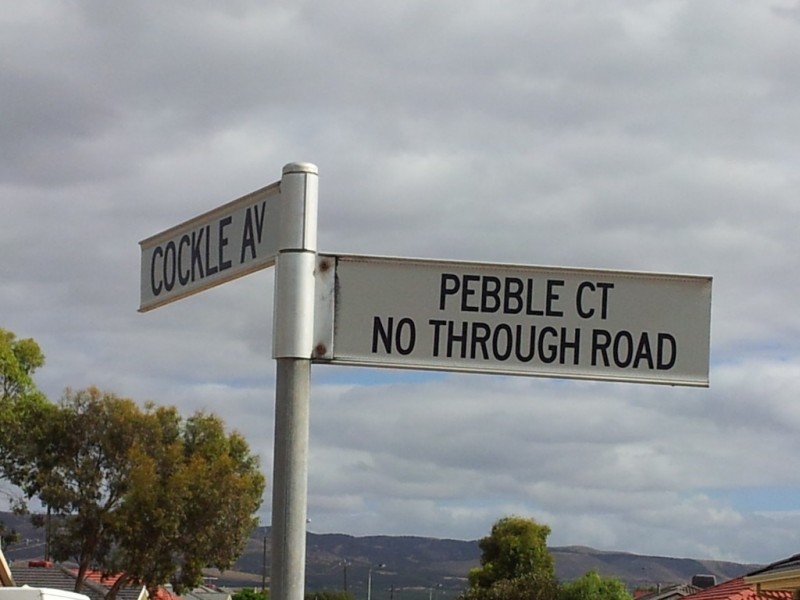 COCKLE AV
PEBBLE CT
NO THROUGH ROAD